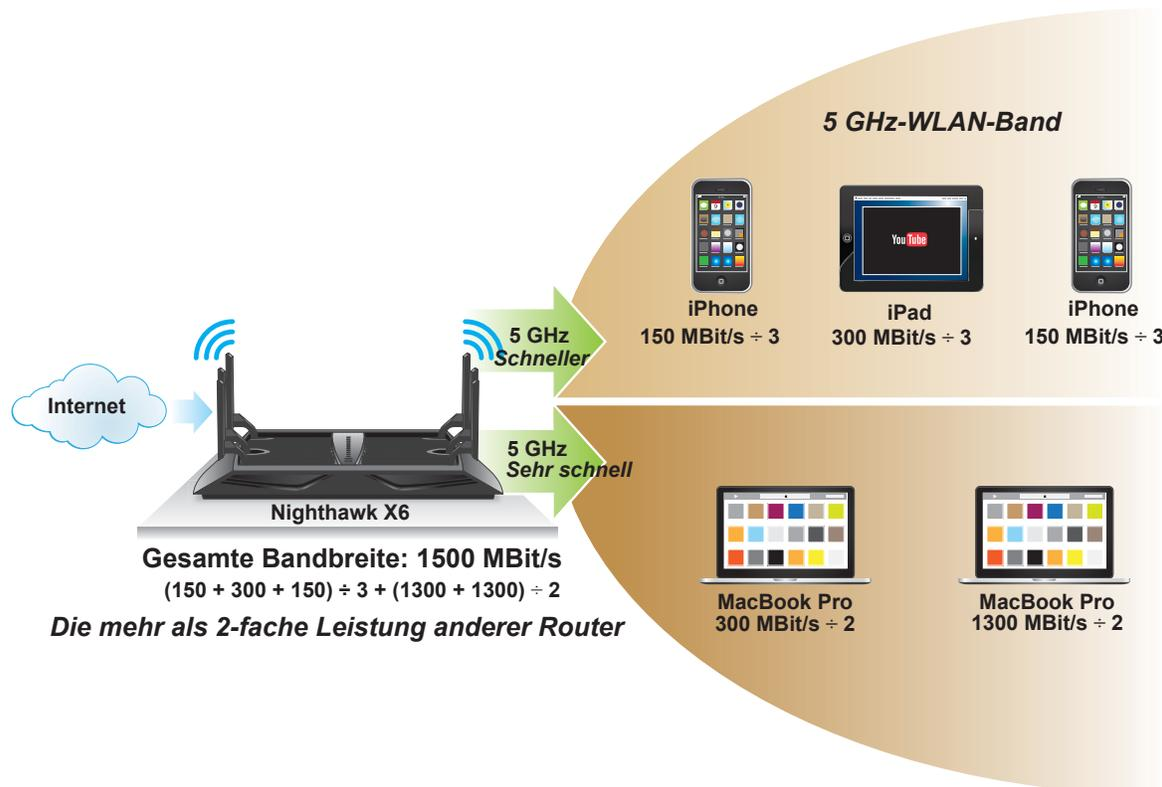 5 GHz-WLAN-Band
iPhone
150 MBit/s ÷ 3
YouTube
iPad
300 MBit/s ÷ 3
iPhone
150 MBit/s ÷ 3
5 GHz
Schneller
Internet
5 GHz
Sehr schnell
Nighthawk X6
Gesamte Bandbreite: 1500 MBit/s
(150 + 300 + 150) ÷ 3 + (1300 + 1300) ÷ 2
Die mehr als 2-fache Leistung anderer Router
MacBook Pro
300 MBit/s ÷ 2
MacBook Pro
1300 MBit/s ÷ 2